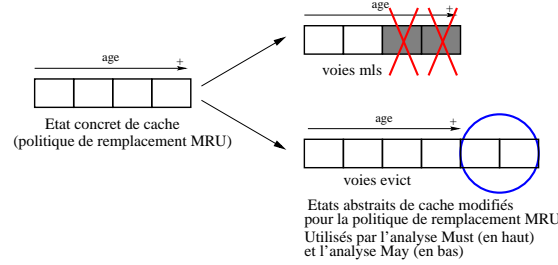 age +
voies mls
age +
Etat concret de cache
(politique de remplacement MRU)
age +
voies evict
Etats abstraits de cache modifiés
pour la politique de remplacement MRU
Utilisés par l'analyse Must (en haut)
et l'analyse May (en bas)